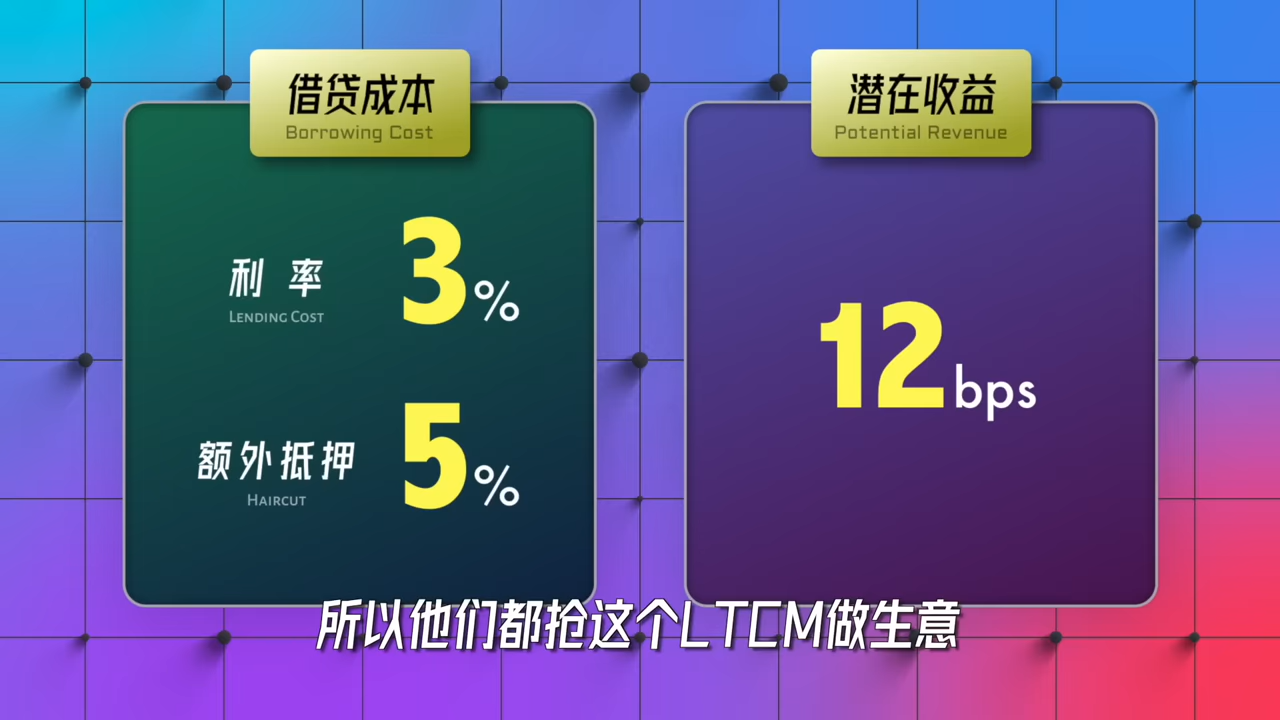 借贷成本
Borrowing Cost
利率 3%
Lending Cost
额外抵押 5%
Haircut
潜在收益
Potential Revenue
12bps
所以他们都抢这个LTCM做生意